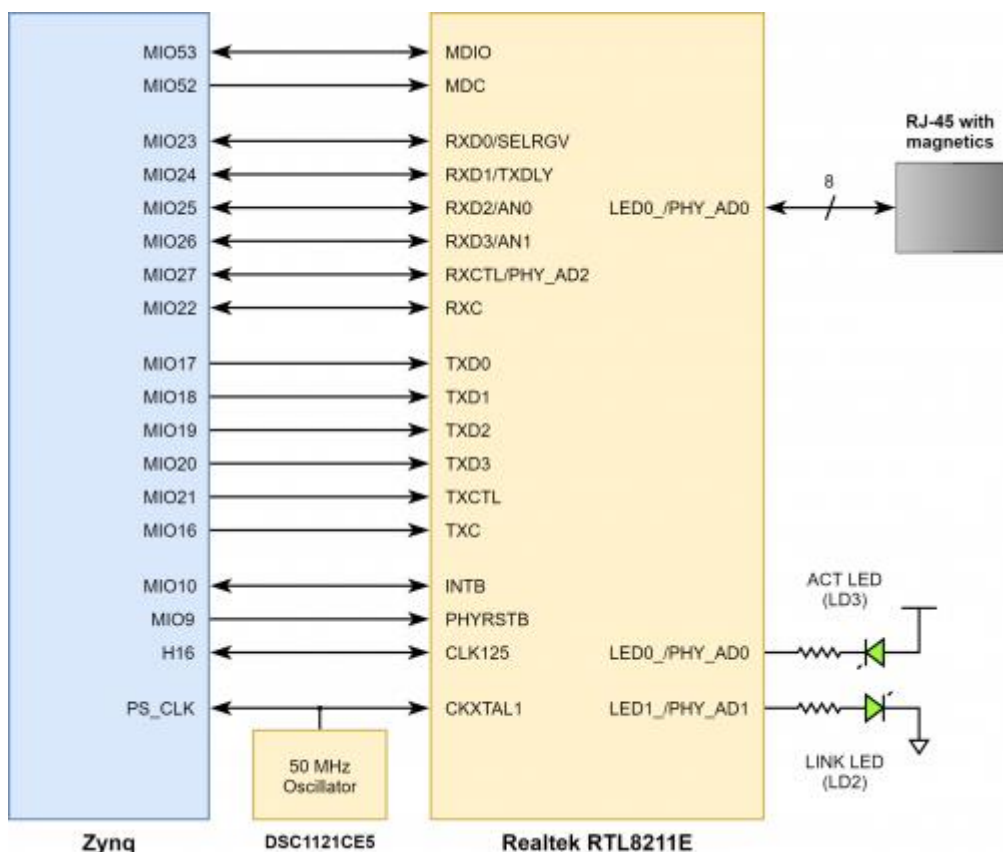 MIO53
MDIO
MIO52
MDC
MIO23
RXD0/SELRGV
MIO24
RXD1/TXDLY
MIO25
RXD2/AN0
MIO26
RXD3/AN1
MIO27
RXCTL/PHY_AD2
MIO22
RXC
MIO17
TXD0
MIO18
TXD1
MIO19
TXD2
MIO20
TXD3
MIO21
TXCTL
MIO16
TXC
MIO10
INTB
MIO9
PHYRSTB
H16
CLK125
PS_CLK
CKXTAL1
LED0_/PHY_AD0
8
RJ-45 with
magnetics
LED0_/PHY_AD0
ACT LED
(LD3)
LED1_/PHY_AD1
LINK LED
(LD2)
50 MHz
Oscillator
Zynq
DSC1121CE5
Realtek RTL8211E